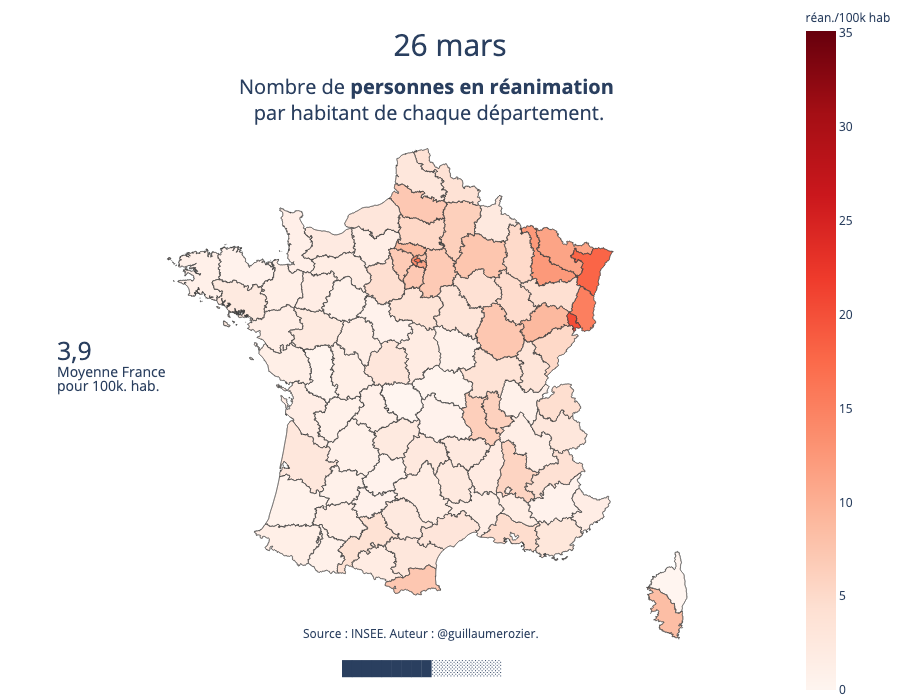 réan./100k hab
26 mars
Nombre de personnes en réanimation
par habitant de chaque département.
35
30
25
20
15
10
5
0
3,9
Moyenne France
pour 100k. hab.
Source : INSEE. Auteur : @guillaumerozier.